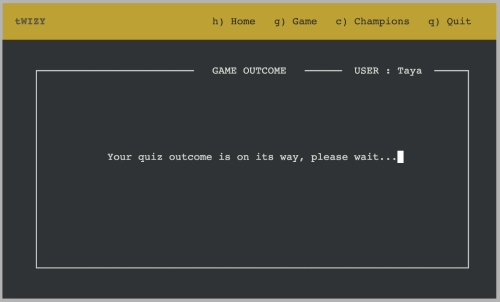 tWIZY h) Home g) Game c) Champions q) Quit
GAME OUTCOME USER : Taya
Your quiz outcome is on its way, please wait...